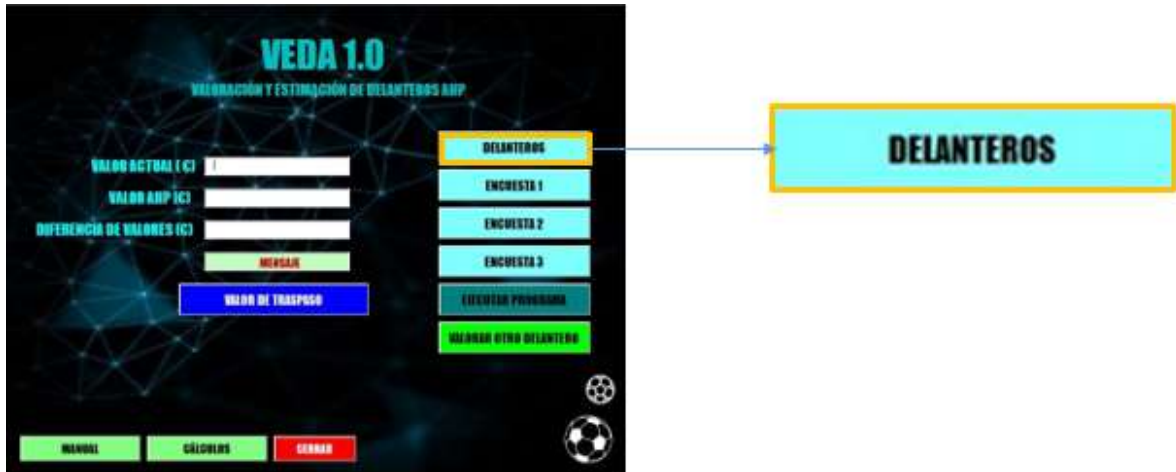 VEDA 1.0
VALORACIÓN Y ESTIMACIÓN DE DELANTEROS AHP
VALOR ACTUAL (€)
VALOR AHP (€)
DIFERENCIA DE VALORES (€)
MENSAJE
VALOR DE TRASPASO
DELANTEROS
ENCUESTA 1
ENCUESTA 2
ENCUESTA 3
EJECUTAR PROGRAMA
VALORAR OTRO DELANTERO
MANUAL
CÁLCULOS
CERRAR
DELANTEROS